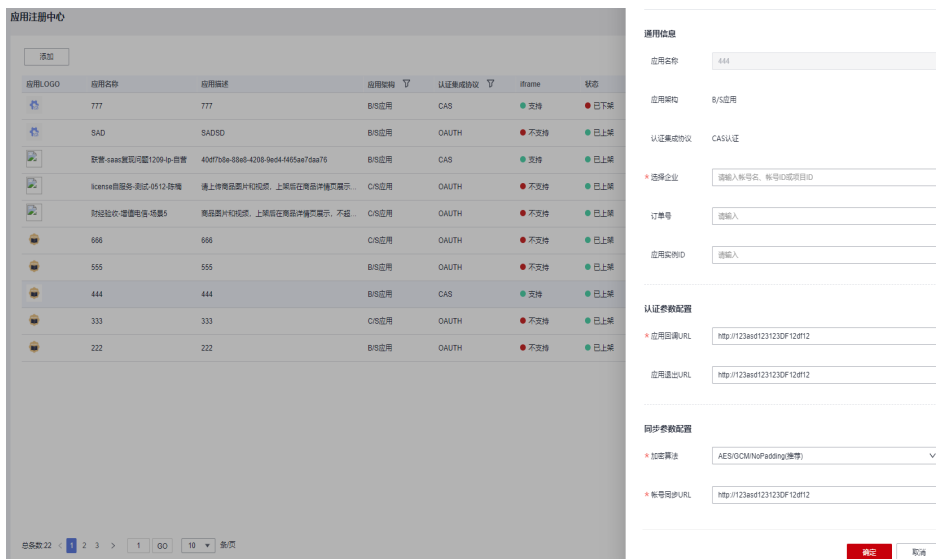 应用注册中心
添加
应用LOGO 应用名称 应用描述 应用架构 认证集成协议 iframe 状态
777 777 B/S应用 CAS 支持 已下架
SAD SADSD B/S应用 OAUTH 不支持 已上架
联营-saas复现问题1209-lp-自营 40df7b8e-88e8-4208-9ed4-f465ae7daa76 B/S应用 CAS 支持 已上架
license自服务-测试-0512-陈楠 请上传商品图片和视频，上架后在商品详情页展示... C/S应用 OAUTH 不支持 已上架
财经验收-增值电信-场景5 商品图片和视频，上架后在商品详情页展示，不超... C/S应用 OAUTH 不支持 已上架
666 666 C/S应用 OAUTH 不支持 已上架
555 555 B/S应用 OAUTH 不支持 已上架
444 444 B/S应用 CAS 支持 已上架
333 333 C/S应用 OAUTH 不支持 已上架
222 222 B/S应用 OAUTH 不支持 已上架
总条数:22 < 1 2 3 > 1 GO 10 条/页
通用信息
应用名称 444
应用架构 B/S应用
认证集成协议 CAS认证
* 选择企业 请输入帐号名、帐号ID或项目ID
订单号 请输入
应用实例ID 请输入
认证参数配置
* 应用回调URL http://123asd123123DF12df12
应用退出URL http://123asd123123DF12df12
同步参数配置
* 加密算法 AES/GCM/NoPadding(推荐)
* 帐号同步URL http://123asd123123DF12df12
确定 取消